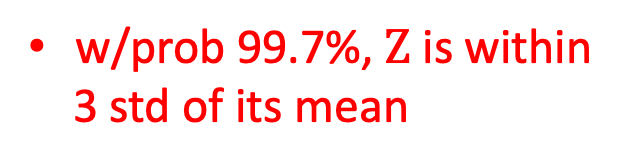 • w/prob 99.7%, Z is within
3 std of its mean